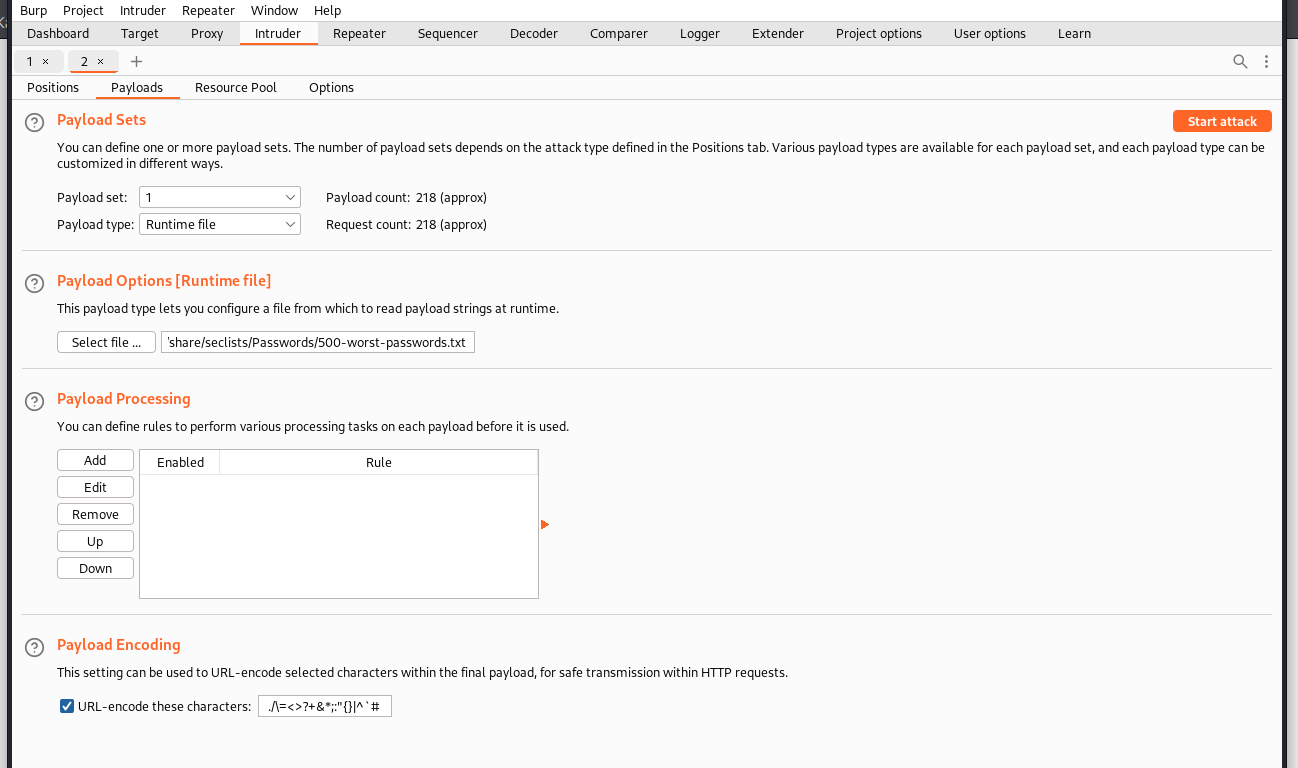 Burp Project Intruder Repeater Window Help
Dashboard Target Proxy Intruder Repeater Sequencer Decoder Comparer Logger Extender Project options User options Learn
1 × 2 × +
Positions Payloads Resource Pool Options
? Payload Sets Start attack
You can define one or more payload sets. The number of payload sets depends on the attack type defined in the Positions tab. Various payload types are available for each payload set, and each payload type can be
customized in different ways.
Payload set: 1 Payload count: 218 (approx)
Payload type: Runtime file Request count: 218 (approx)
? Payload Options [Runtime file]
This payload type lets you configure a file from which to read payload strings at runtime.
Select file ... share/seclists/Passwords/500-worst-passwords.txt
? Payload Processing
You can define rules to perform various processing tasks on each payload before it is used.
Add Enabled Rule
Edit
Remove
Up
Down
? Payload Encoding
This setting can be used to URL-encode selected characters within the final payload, for safe transmission within HTTP requests.
URL-encode these characters: ./\=<>?+&*;:"{}|^`#